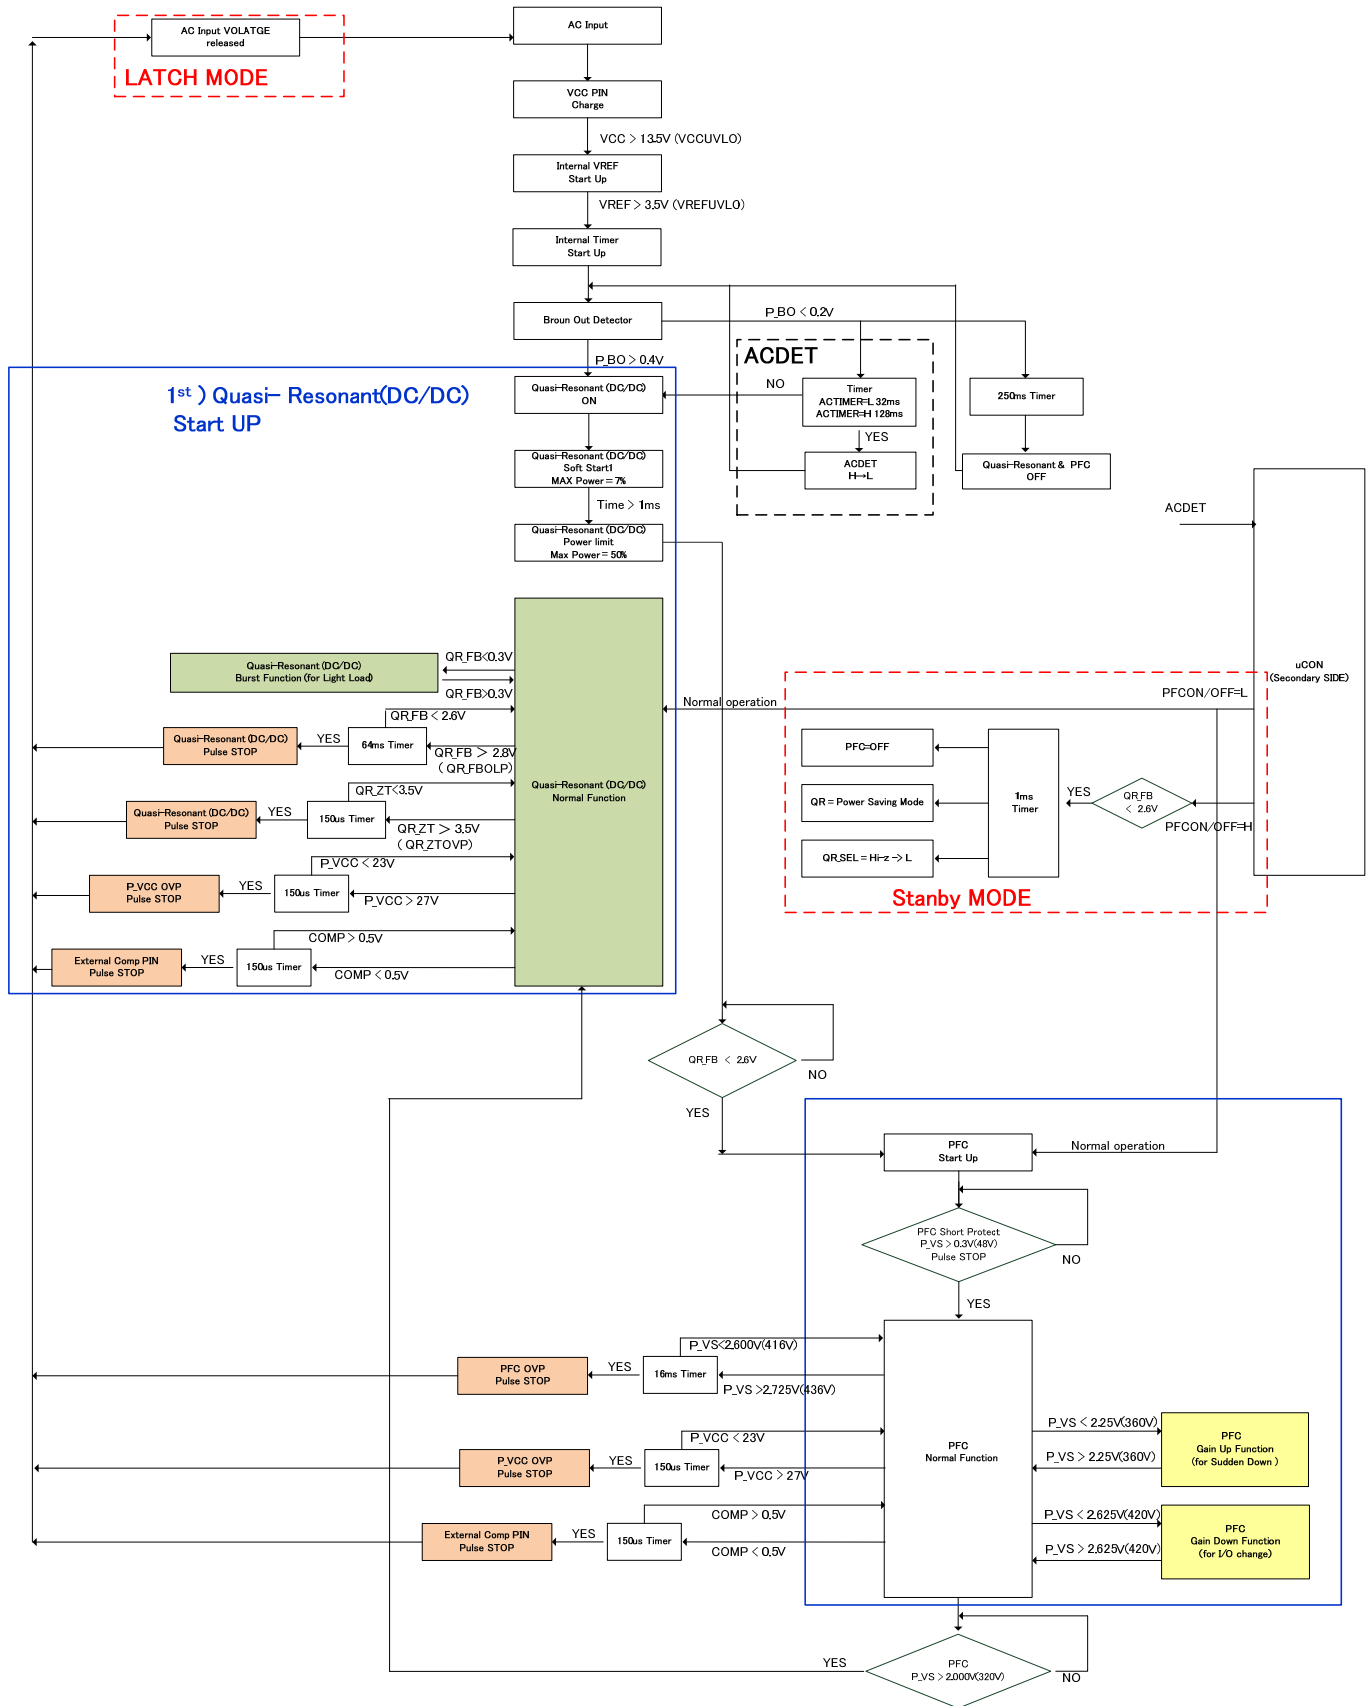 AC Input VOLATGE
released
LATCH MODE
AC Input
VCC PIN
Charge
VCC > 13.5V (VCCUVLO)
Internal VREF
Start Up
VREF > 3.5V (VREFUVLO)
Internal Timer
Start Up
Broun Out Detector
P_BO < 0.2V
P_BO > 0.4V
ACDET
NO
Timer
ACTIMER=L 32ms
ACTIMER=H 128ms
YES
ACDET
H→L
250ms Timer
Quasi-Resonant & PFC
OFF
1st ) Quasi- Resonant(DC/DC)
Start UP
Quasi-Resonant (DC/DC)
ON
Quasi-Resonant (DC/DC)
Soft Start1
MAX Power = 7%
Time > 1ms
Quasi-Resonant (DC/DC)
Power limit
Max Power = 50%
ACDET
uCON
(Secondary SIDE)
Quasi-Resonant (DC/DC)
Burst Function (for Light Load)
QR_FB<0.3V
QR_FB>0.3V
QR_FB < 2.6V
Quasi-Resonant (DC/DC)
Pulse STOP
YES
64ms Timer
QR_FB > 2.8V
( QR_FBOLP)
QR_ZT<3.5V
Quasi-Resonant (DC/DC)
Pulse STOP
YES
150us Timer
QR_ZT > 3.5V
( QR_ZTOVP)
P_VCC < 23V
P_VCC OVP
Pulse STOP
YES
150us Timer
P_VCC > 27V
COMP > 0.5V
External Comp PIN
Pulse STOP
YES
150us Timer
COMP < 0.5V
Quasi-Resonant (DC/DC)
Normal Function
Normal operation
PFCON/OFF=L
PFC=OFF
QR = Power Saving Mode
QR_SEL = Hi-z -> L
1ms
Timer
YES
QR_FB
< 2.6V
PFCON/OFF=H
Stanby MODE
QR_FB < 2.6V
NO
YES
PFC
Start Up
Normal operation
PFC Short Protect
P_VS > 0.3V(48V)
Pulse STOP
NO
YES
P_VS<2.600V(416V)
PFC OVP
Pulse STOP
YES
16ms Timer
P_VS >2.725V(436V)
P_VCC < 23V
P_VCC OVP
Pulse STOP
YES
150us Timer
P_VCC > 27V
COMP > 0.5V
External Comp PIN
Pulse STOP
YES
150us Timer
COMP < 0.5V
PFC
Normal Function
P_VS < 2.25V(360V)
P_VS > 2.25V(360V)
PFC
Gain Up Function
(for Sudden Down )
P_VS < 2.625V(420V)
P_VS > 2.625V(420V)
PFC
Gain Down Function
(for I/O change)
YES
PFC
P_VS > 2.000V(320V)
NO